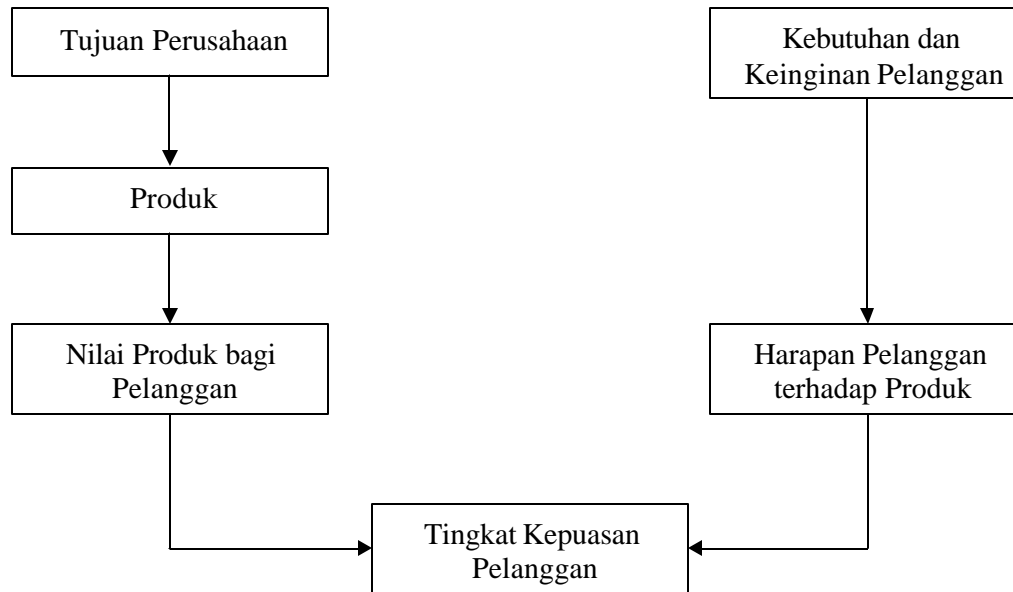 Tujuan Perusahaan
Kebutuhan dan
Keinginan Pelanggan
Produk
Nilai Produk bagi
Pelanggan
Harapan Pelanggan
terhadap Produk
Tingkat Kepuasan
Pelanggan